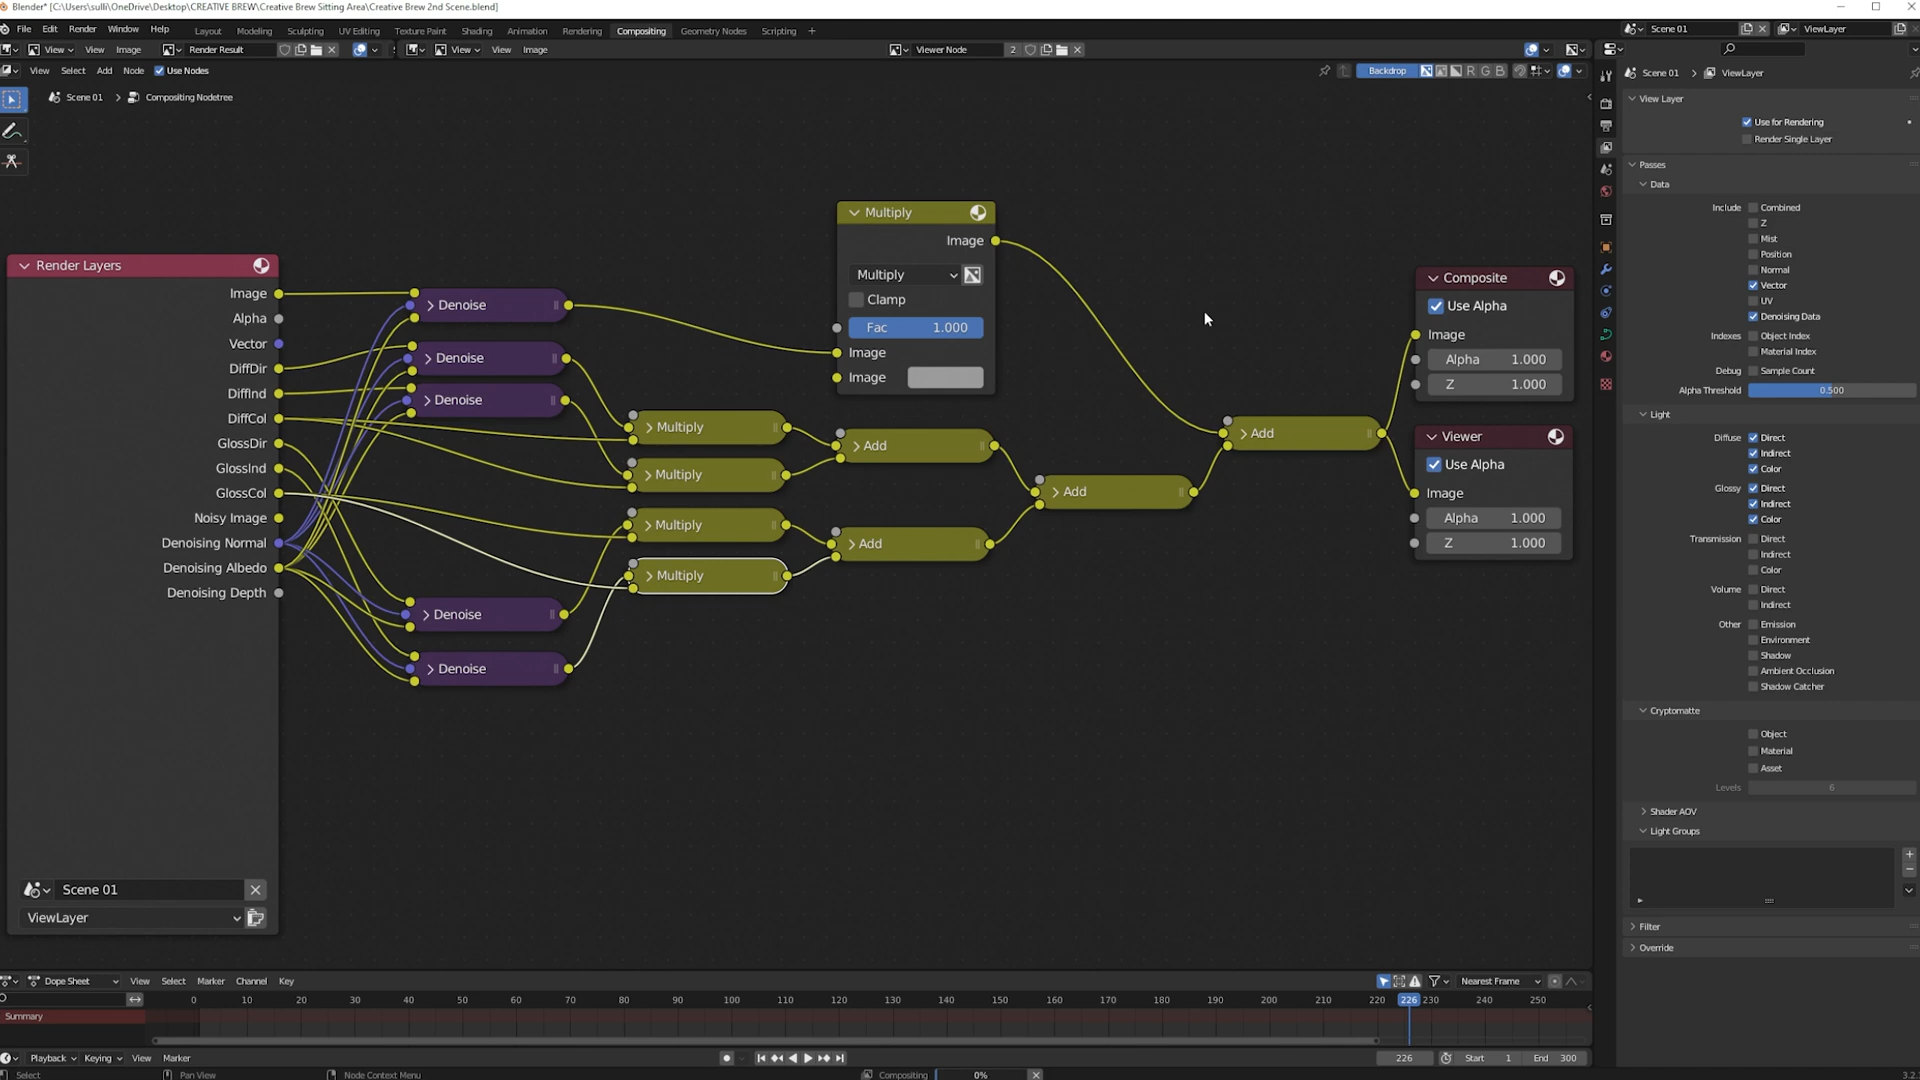 Blender* [C:\Users\sulli\OneDrive\Desktop\CREATIVE BREW\Creative Brew Sitting Area\Creative Brew 2nd Scene.blend]
File Edit Render Window Help Layout Modeling Sculpting UV Editing Texture Paint Shading Animation Rendering Compositing Geometry Nodes Scripting + Scene 01 ViewLayer
View View Image Render Result View View Image Viewer Node 2
View Select Add Node Use Nodes Backdrop R G B
Scene 01 > Compositing Nodetree
Scene 01 > ViewLayer
View Layer
Use for Rendering
Render Single Layer
Passes
Data
Include Combined
Z
Mist
Position
Normal
Vector
UV
Denoising Data
Indexes Object Index
Material Index
Debug Sample Count
Alpha Threshold 0.500
Light
Diffuse Direct
Indirect
Color
Glossy Direct
Indirect
Color
Transmission Direct
Indirect
Color
Volume Direct
Indirect
Other Emission
Environment
Shadow
Ambient Occlusion
Shadow Catcher
Cryptomatte
Object
Material
Asset
Levels 6
Shader AOV
Light Groups
Filter
Override
Render Layers
Image
Alpha
Vector
DiffDir
DiffInd
DiffCol
GlossDir
GlossInd
GlossCol
Noisy Image
Denoising Normal
Denoising Albedo
Denoising Depth
Scene 01
ViewLayer
Denoise
Denoise
Denoise
Denoise
Denoise
Multiply
Image
Multiply
Clamp
Fac 1.000
Image
Image
Multiply
Multiply
Multiply
Multiply
Add
Add
Add
Add
Composite
Use Alpha
Image
Alpha 1.000
Z 1.000
Viewer
Use Alpha
Image
Alpha 1.000
Z 1.000
Dope Sheet View Select Marker Channel Key Nearest Frame
0 10 20 30 40 50 60 70 80 90 100 110 120 130 140 150 160 170 180 190 200 210 220 226 230 240 250
Summary
Playback Keying View Marker 226 Start 1 End 300
Select Pan View Node Context Menu Compositing 0% 3.2.